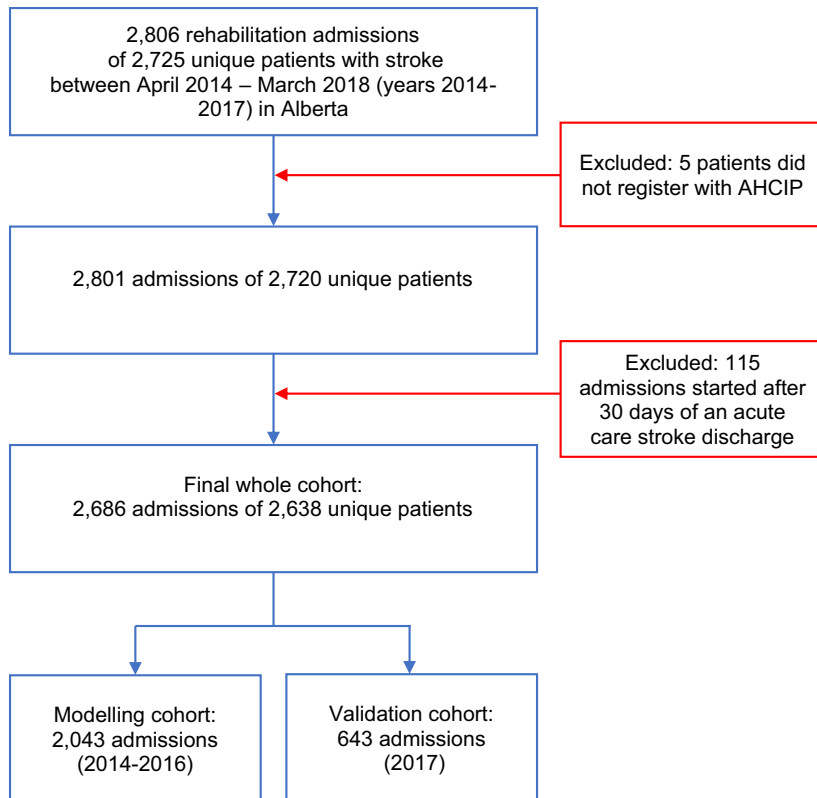 2,806 rehabilitation admissions
of 2,725 unique patients with stroke
between April 2014 – March 2018 (years 2014-
2017) in Alberta
Excluded: 5 patients did
not register with AHCIP
2,801 admissions of 2,720 unique patients
Excluded: 115
admissions started after
30 days of an acute
care stroke discharge
Final whole cohort:
2,686 admissions of 2,638 unique patients
Modelling cohort:
2,043 admissions
(2014-2016)
Validation cohort:
643 admissions
(2017)